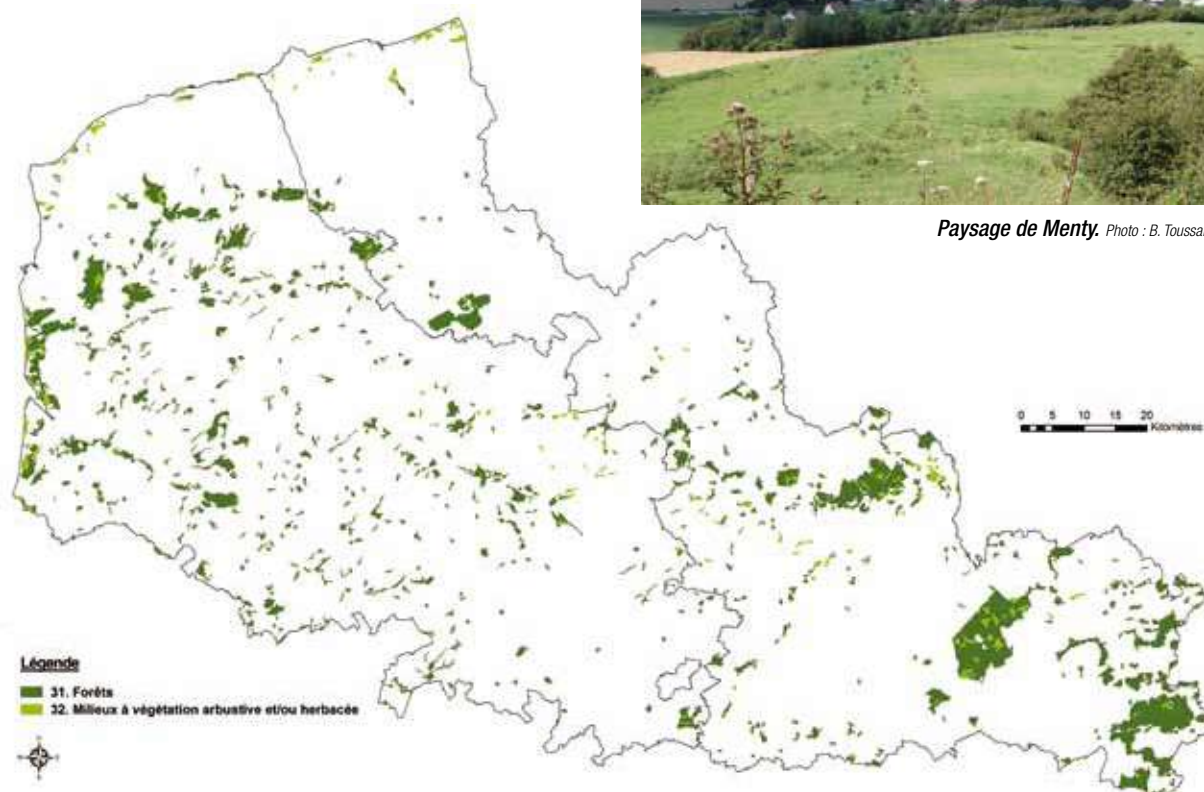 Paysage de Menty. Photo : B.
0 5 10 15 20
Kilomètres
Légende
31. Forêts
32. Milieux à végétation arbustive et/ou herbacée